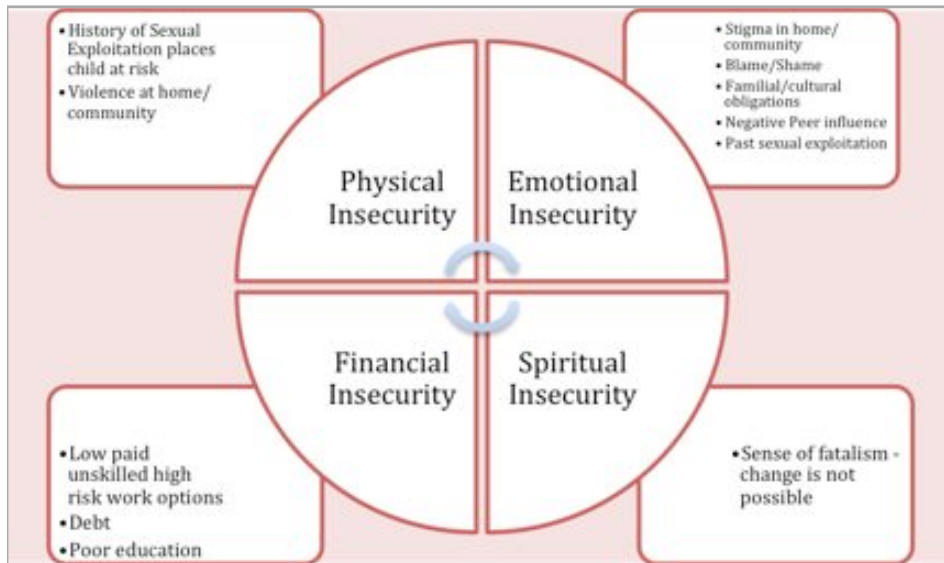 • History of Sexual
Exploitation places
child at risk
• Violence at home/
community
• Stigma in home/
community
• Blame/Shame
• Familial/cultural
obligations
• Negative Peer influence
• Past sexual exploitation
Physical
Insecurity
Emotional
Insecurity
Financial
Insecurity
Spiritual
Insecurity
• Low paid
unskilled high
risk work options
• Debt
• Poor education
• Sense of fatalism -
change is not
possible